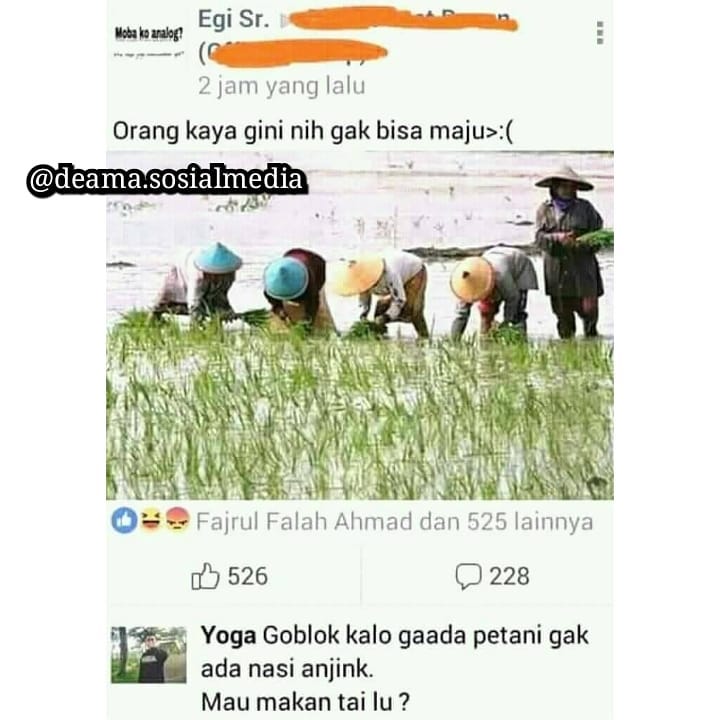 Moba ko analog?
Egi Sr.
2 jam yang lalu
Orang kaya gini nih gak bisa maju>:(
@deama.sosialmedia
Fajrul Falah Ahmad dan 525 lainnya
526
228
Yoga Goblok kalo gaada petani gak
ada nasi anjink.
Mau makan tai lu ?